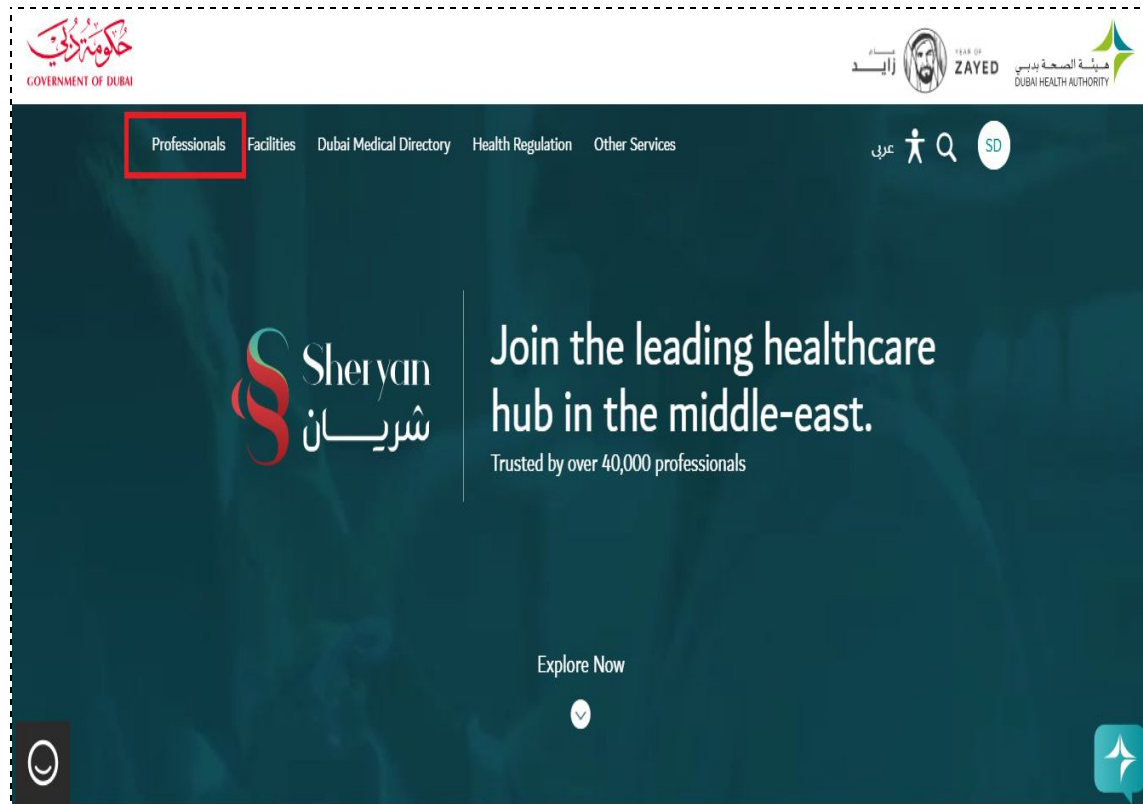 حكومة دبي
GOVERNMENT OF DUBAI
عام
زايد
YEAR OF
ZAYED
هيئة الصحة بدبي
DUBAI HEALTH AUTHORITY
Professionals Facilities Dubai Medical Directory Health Regulation Other Services عربى SD
Sheryan
شريان
Join the leading healthcare
hub in the middle-east.
Trusted by over 40,000 professionals
Explore Now